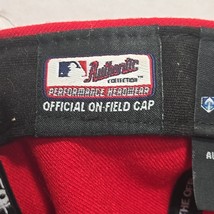 Authentic
COLLECTION
PERFORMANCE HEADWEAR
OFFICIAL ON-FIELD CAP